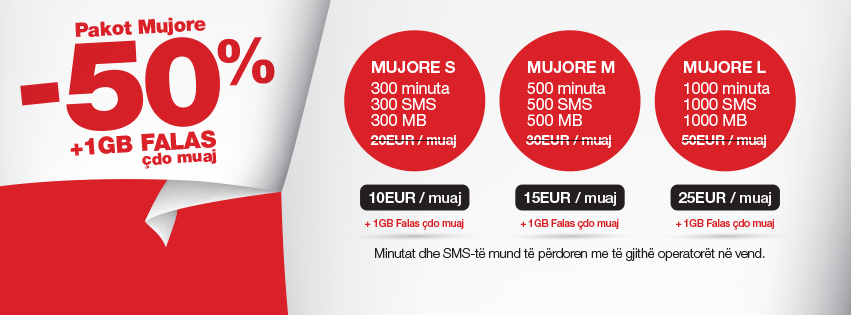 Pakot Mujore
-50%
+1GB FALAS
çdo muaj
MUJORE S
300 minuta
300 SMS
300 MB
20EUR / muaj
10EUR / muaj
+ 1GB Falas çdo muaj
MUJORE M
500 minuta
500 SMS
500 MB
30EUR / muaj
15EUR / muaj
+ 1GB Falas çdo muaj
MUJORE L
1000 minuta
1000 SMS
1000 MB
50EUR / muaj
25EUR / muaj
+ 1GB Falas çdo muaj
Minutat dhe SMS-të mund të përdoren me të gjithë operatorët në vend.